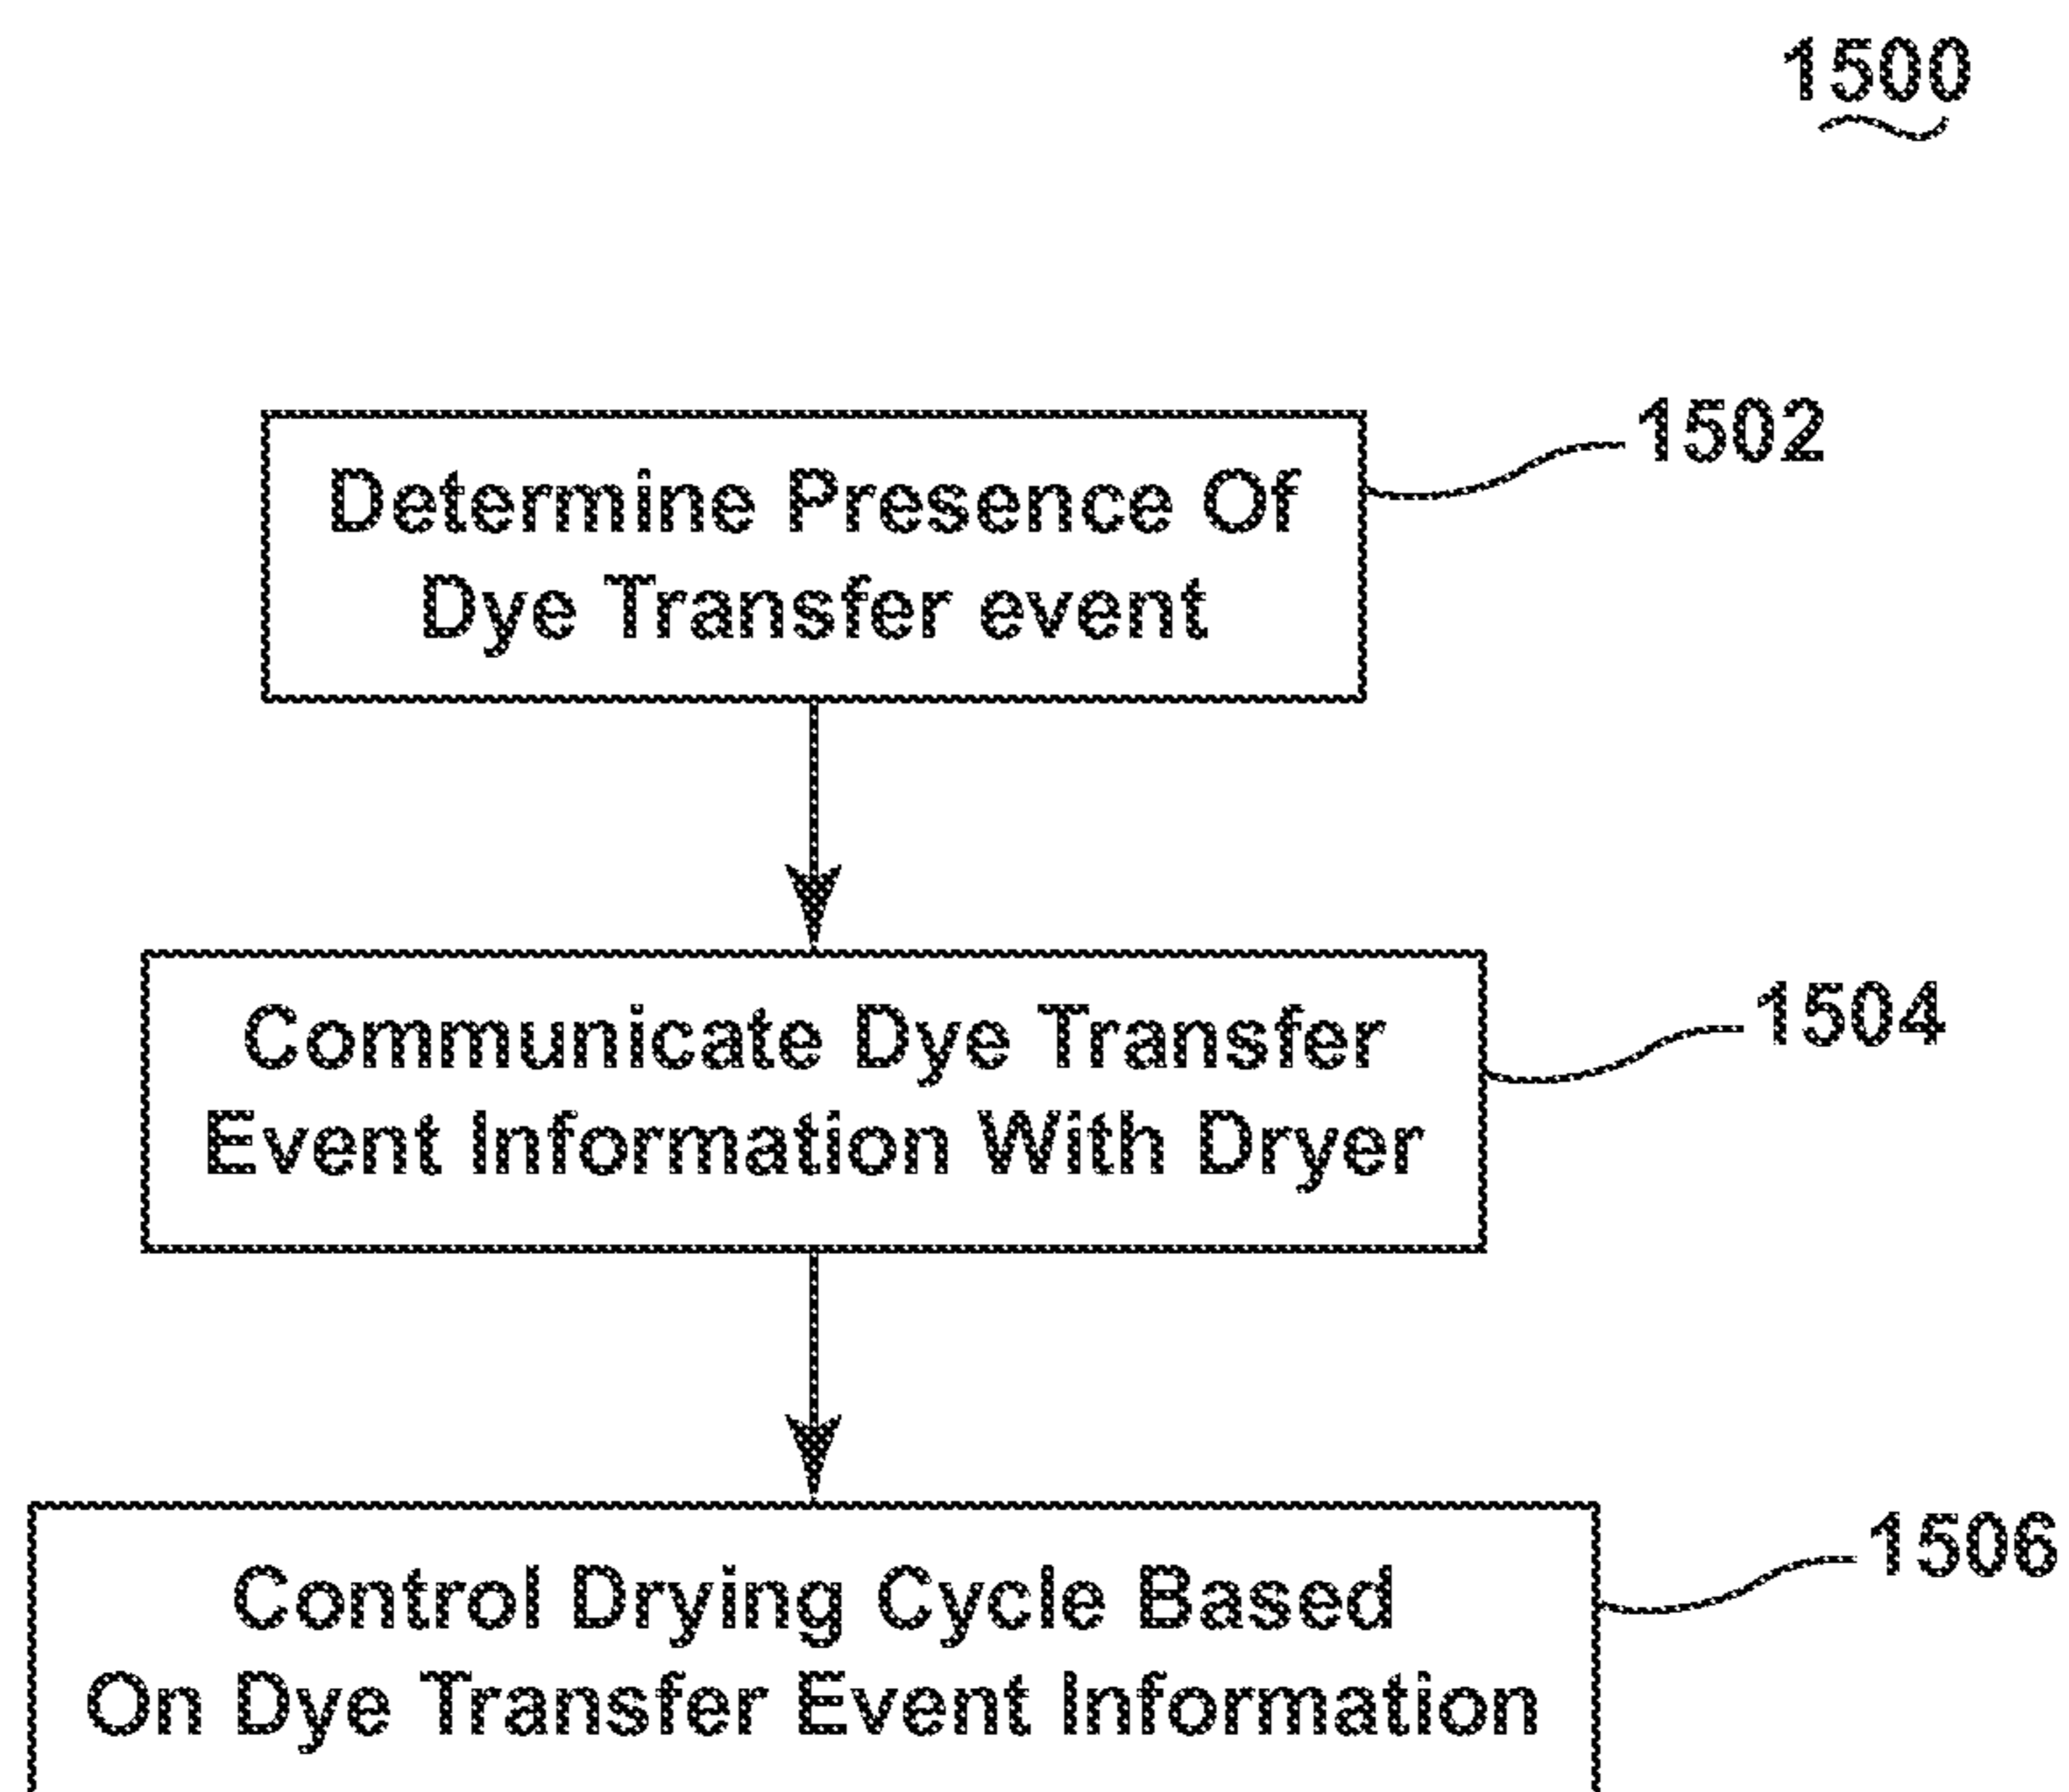 1500
Determine Presence Of
Dye Transfer event
1502
Communicate Dye Transfer
Event Information With Dryer
1504
Control Drying Cycle Based
On Dye Transfer Event Information
1506